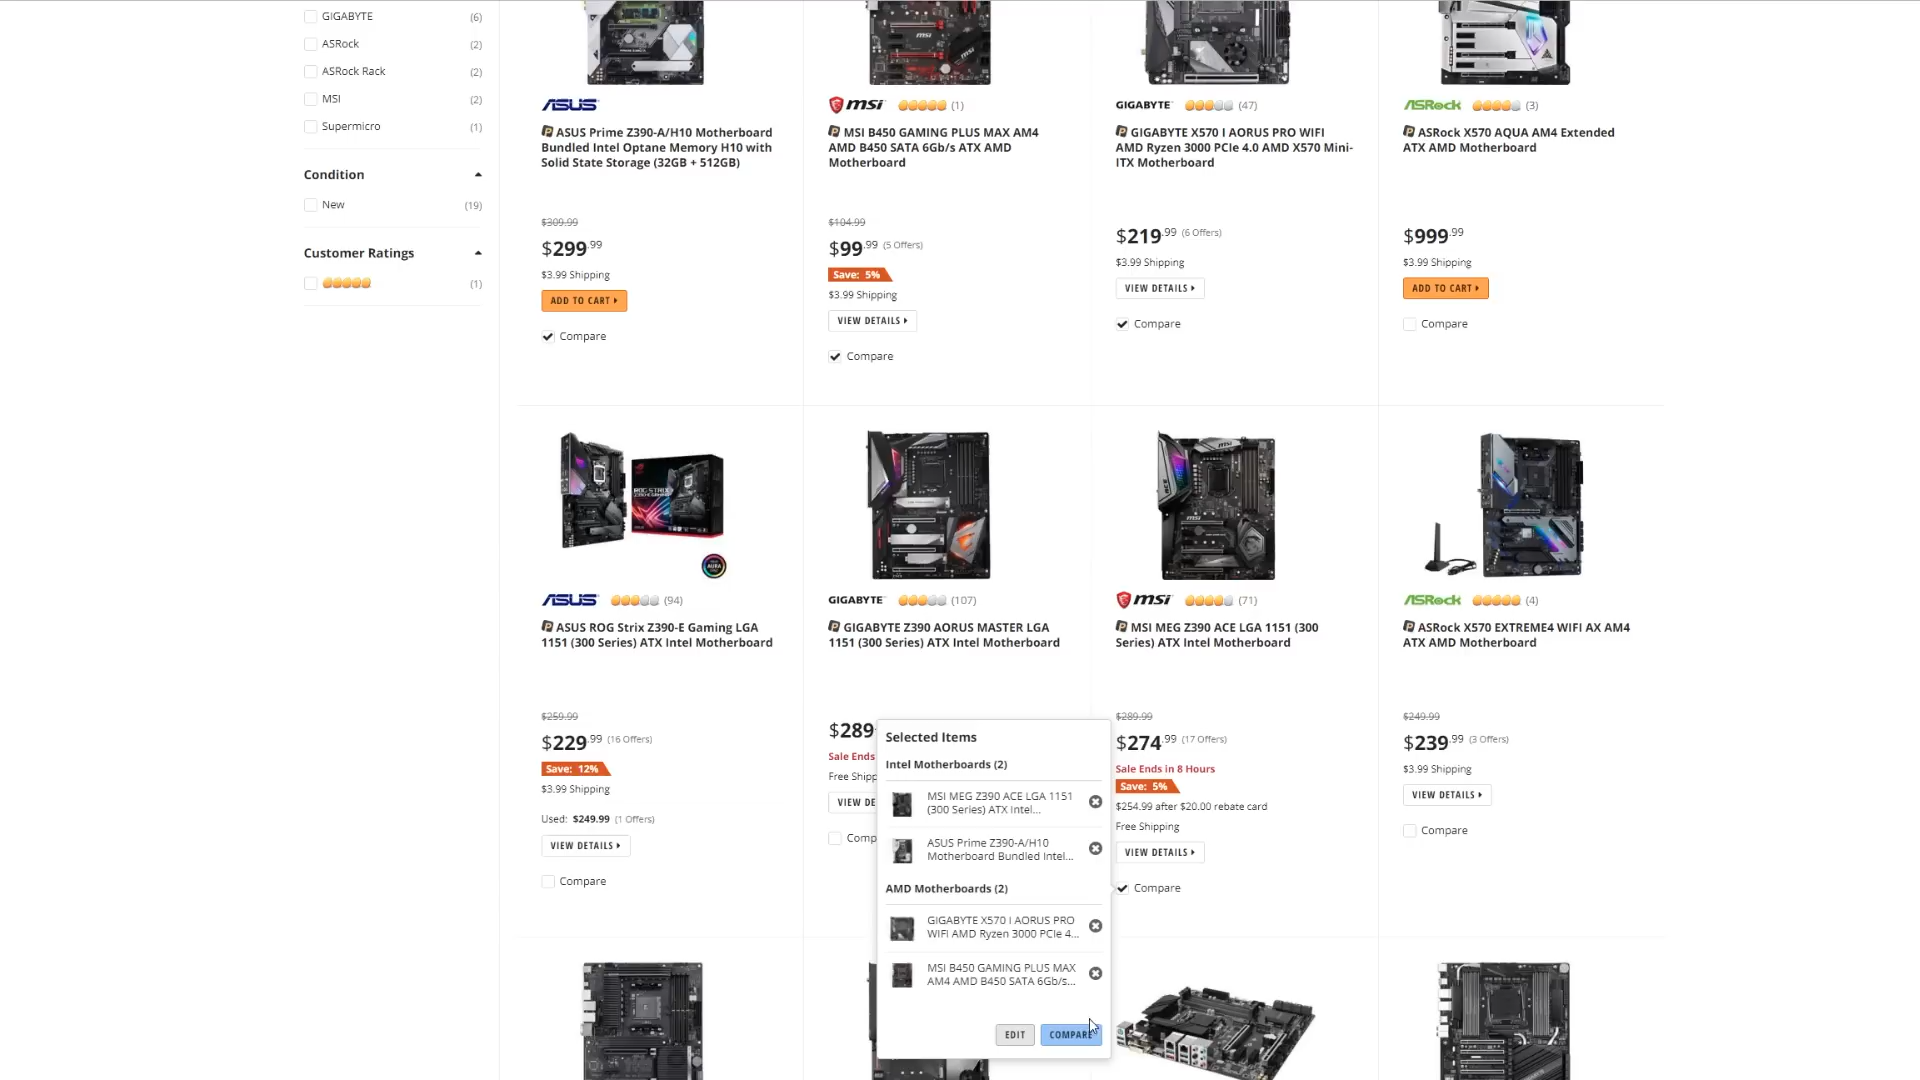 GIGABYTE (6)
ASRock (2)
ASRock Rack (2)
MSI (2)
Supermicro (1)
Condition
New (19)
Customer Ratings
(1)
ASUS
ASUS Prime Z390-A/H10 Motherboard
Bundled Intel Optane Memory H10 with
Solid State Storage (32GB + 512GB)
$309.99
$299.99
$3.99 Shipping
ADD TO CART
Compare
msi (1)
MSI B450 GAMING PLUS MAX AM4
AMD B450 SATA 6Gb/s ATX AMD
Motherboard
$104.99
$99.99 (5 Offers)
Save: 5%
$3.99 Shipping
VIEW DETAILS
Compare
GIGABYTE (47)
GIGABYTE X570 I AORUS PRO WIFI
AMD Ryzen 3000 PCIe 4.0 AMD X570 Mini-
ITX Motherboard
$219.99 (6 Offers)
$3.99 Shipping
VIEW DETAILS
Compare
ASRock (3)
ASRock X570 AQUA AM4 Extended
ATX AMD Motherboard
$999.99
$3.99 Shipping
ADD TO CART
Compare
ASUS (94)
ASUS ROG Strix Z390-E Gaming LGA
1151 (300 Series) ATX Intel Motherboard
$259.99
$229.99 (16 Offers)
Save: 12%
$3.99 Shipping
Used: $249.99 (1 Offers)
VIEW DETAILS
Compare
GIGABYTE (107)
GIGABYTE Z390 AORUS MASTER LGA
1151 (300 Series) ATX Intel Motherboard
$289
Sale Ends
Free Shipp
VIEW DE
Comp
msi (71)
MSI MEG Z390 ACE LGA 1151 (300
Series) ATX Intel Motherboard
$289.99
$274.99 (17 Offers)
Sale Ends in 8 Hours
Save: 5%
$254.99 after $20.00 rebate card
Free Shipping
VIEW DETAILS
Compare
ASRock (4)
ASRock X570 EXTREME4 WIFI AX AM4
ATX AMD Motherboard
$249.99
$239.99 (3 Offers)
$3.99 Shipping
VIEW DETAILS
Compare
Selected Items
Intel Motherboards (2)
MSI MEG Z390 ACE LGA 1151
(300 Series) ATX Intel...
ASUS Prime Z390-A/H10
Motherboard Bundled Intel...
AMD Motherboards (2)
GIGABYTE X570 I AORUS PRO
WIFI AMD Ryzen 3000 PCIe 4...
MSI B450 GAMING PLUS MAX
AM4 AMD B450 SATA 6Gb/s...
EDIT
COMPARE